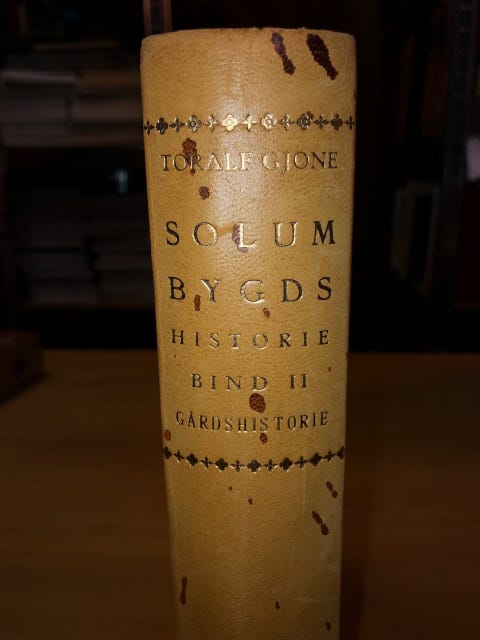 TORALF GJONE
SOLUM
BYGDS
HISTORIE
BIND II
GÅRDSHISTORIE